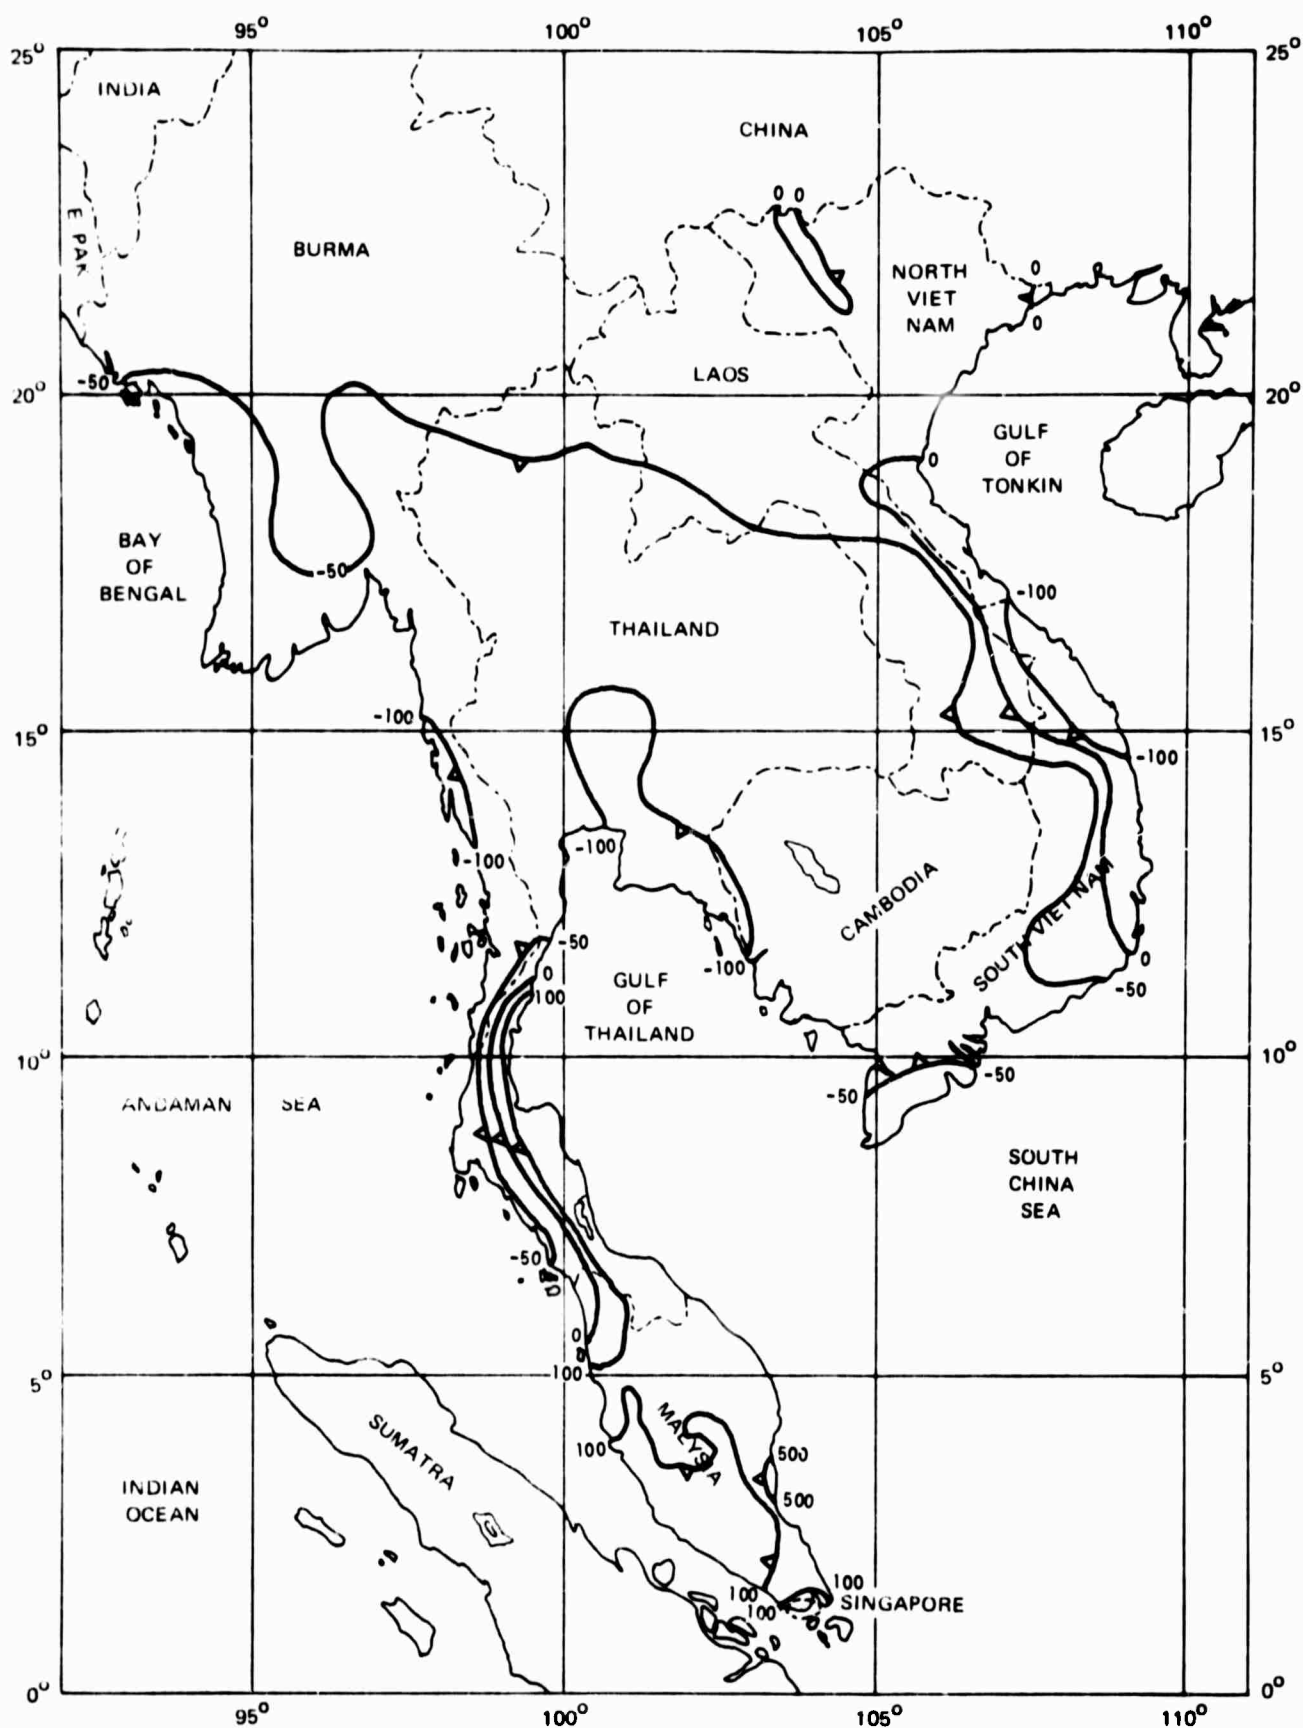 95° 100° 105° 110°
25° 25°
INDIA
CHINA
E PAK
0 0
BURMA
NORTH
VIET
NAM
0
0
LAOS
-50
20° 20°
GULF
OF
TONKIN
0
BAY
OF
BENGAL
-50
-100
THAILAND
-100
15° 15°
-100
-100
-100
CAMBODIA
SOUTH VIET NAM
-50
0
100
-100
GULF
OF
THAILAND
0
-50
10° 10°
-50
-50
ANDAMAN SEA
SOUTH
CHINA
SEA
-50
0
100
5° 5°
MALYSIA
SUMATRA
100
500
500
INDIAN
OCEAN
100
100
100
SINGAPORE
0° 0°
95° 100° 105° 110°